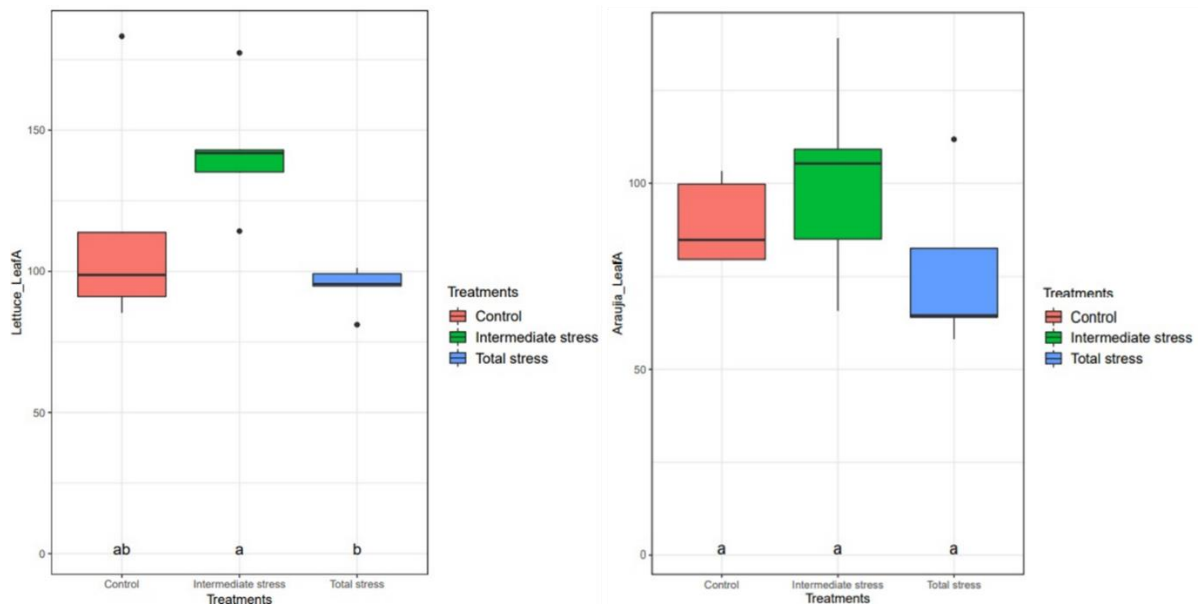 Lettuce_LeafA
150
100
50
0
ab a b
Control Intermediate stress Total stress
Treatments
Treatments
Control
Intermediate stress
Total stress
Araujia_LeafA
100
50
0
a a a
Control Intermediate stress Total stress
Treatments
Treatments
Control
Intermediate stress
Total stress